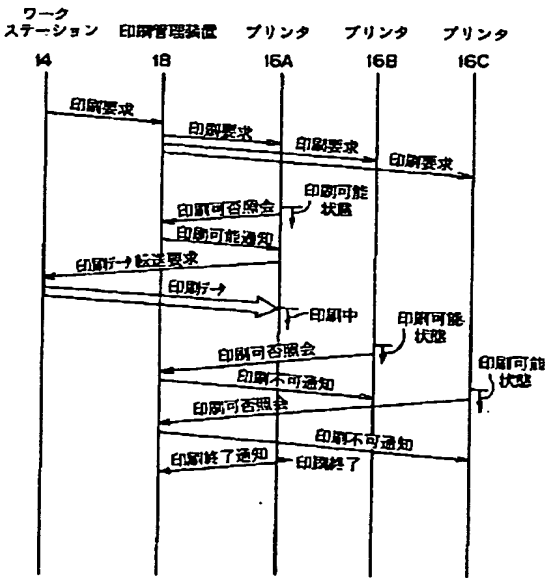 ワーク
ステーション
印刷管理装置
プリンタ
プリンタ
プリンタ
14
18
16A
16B
16C
印刷要求
印刷要求
印刷要求
印刷要求
印刷可能
状態
印刷可否照会
印刷可能通知
印刷データ転送要求
印刷データ
印刷中
印刷可能
状態
印刷可否照会
印刷可能
状態
印刷不可通知
印刷可否照会
印刷不可通知
印刷終了通知
印刷終了